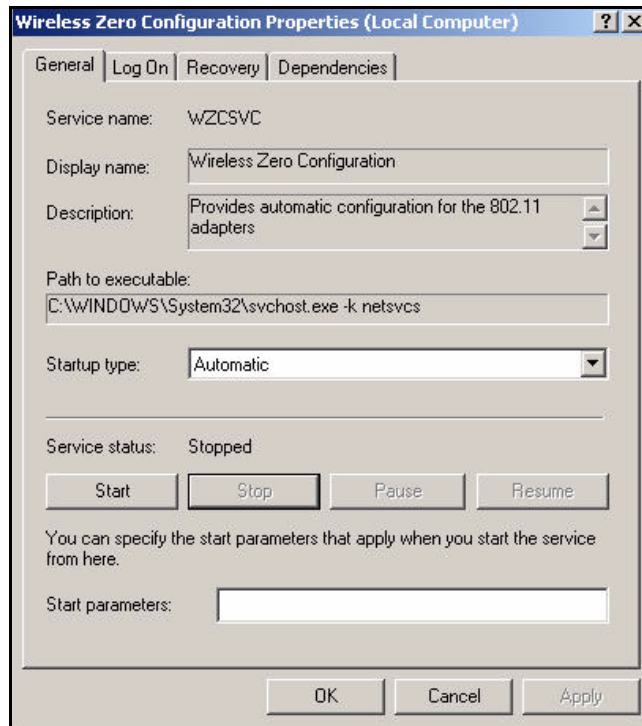 Wireless Zero Configuration Properties (Local Computer)
General Log On Recovery Dependencies
Service name: WZCSVC
Display name: Wireless Zero Configuration
Description: Provides automatic configuration for the 802.11
adapters
Path to executable:
C:\WINDOWS\System32\svchost.exe -k netsvcs
Startup type: Automatic
Service status: Stopped
Start Stop Pause Resume
You can specify the start parameters that apply when you start the service
from here.
Start parameters:
OK Cancel Apply